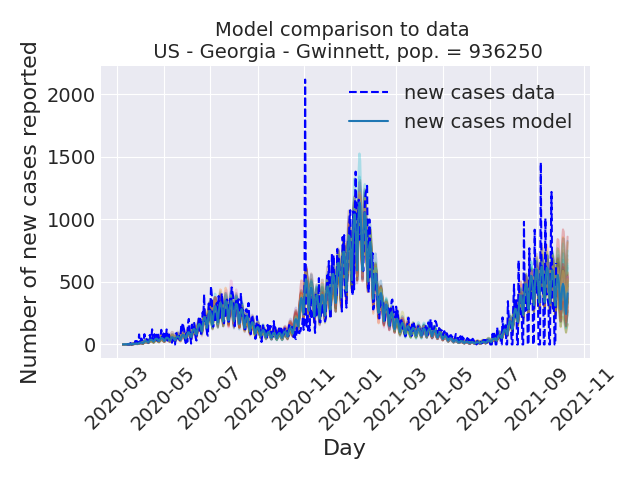 Model comparison to data
US - Georgia - Gwinnett, pop. = 936250
Number of new cases reported
2000
1500
1000
500
0
new cases data
new cases model
2020-03
2020-05
2020-07
2020-09
2020-11
2021-01
2021-03
2021-05
2021-07
2021-09
2021-11
Day